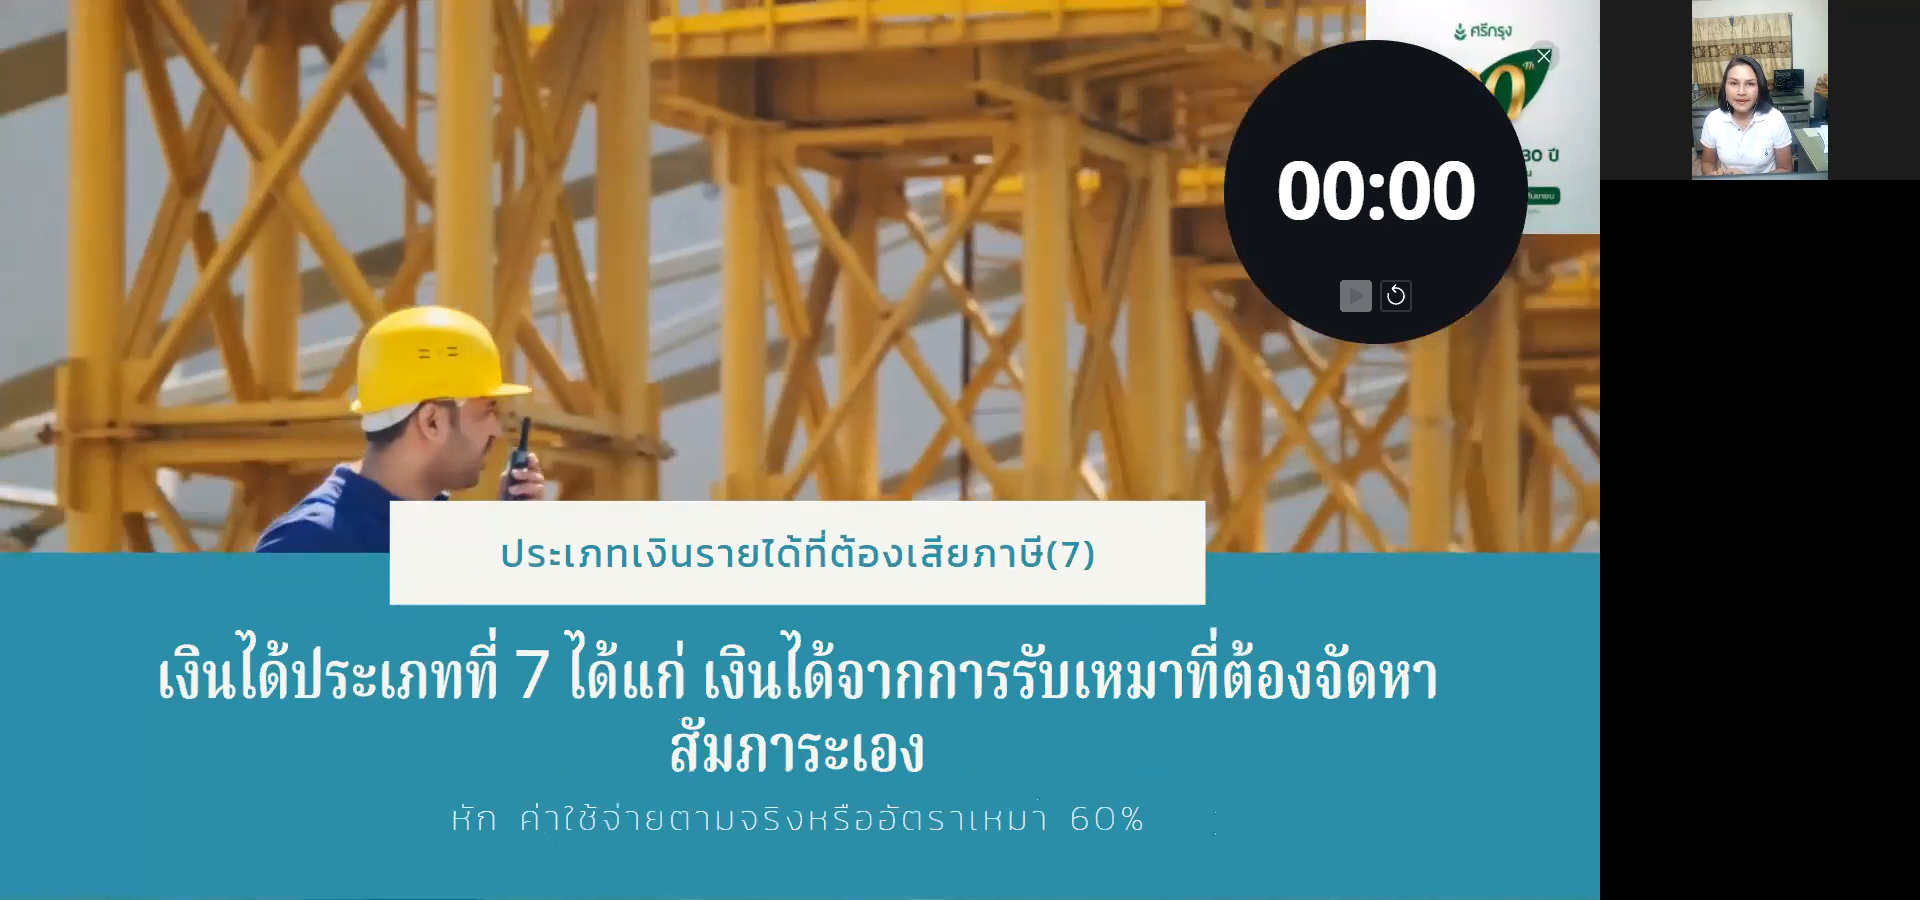 ศรีกรุง
Th
30 ปี
00:00
ประเภทเงินรายได้ที่ต้องเสียภาษี(7)
เงินได้ประเภทที่ 7 ได้แก่ เงินได้จากการรับเหมาที่ต้องจัดหา
สัมภาระเอง
หัก ค่าใช้จ่ายตามจริงหรืออัตราเหมา 60%